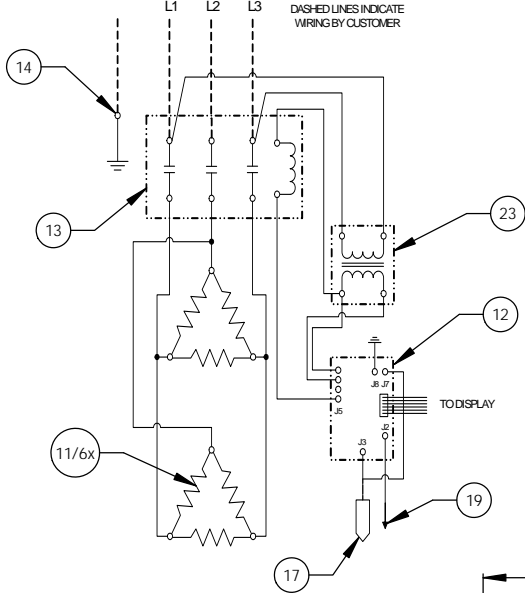 L1 L2 L3
DASHED LINES INDICATE
WIRING BY CUSTOMER
14
13
23
12
J8 J7
J5
TO DISPLAY
J2
J3
11/6x
19
17